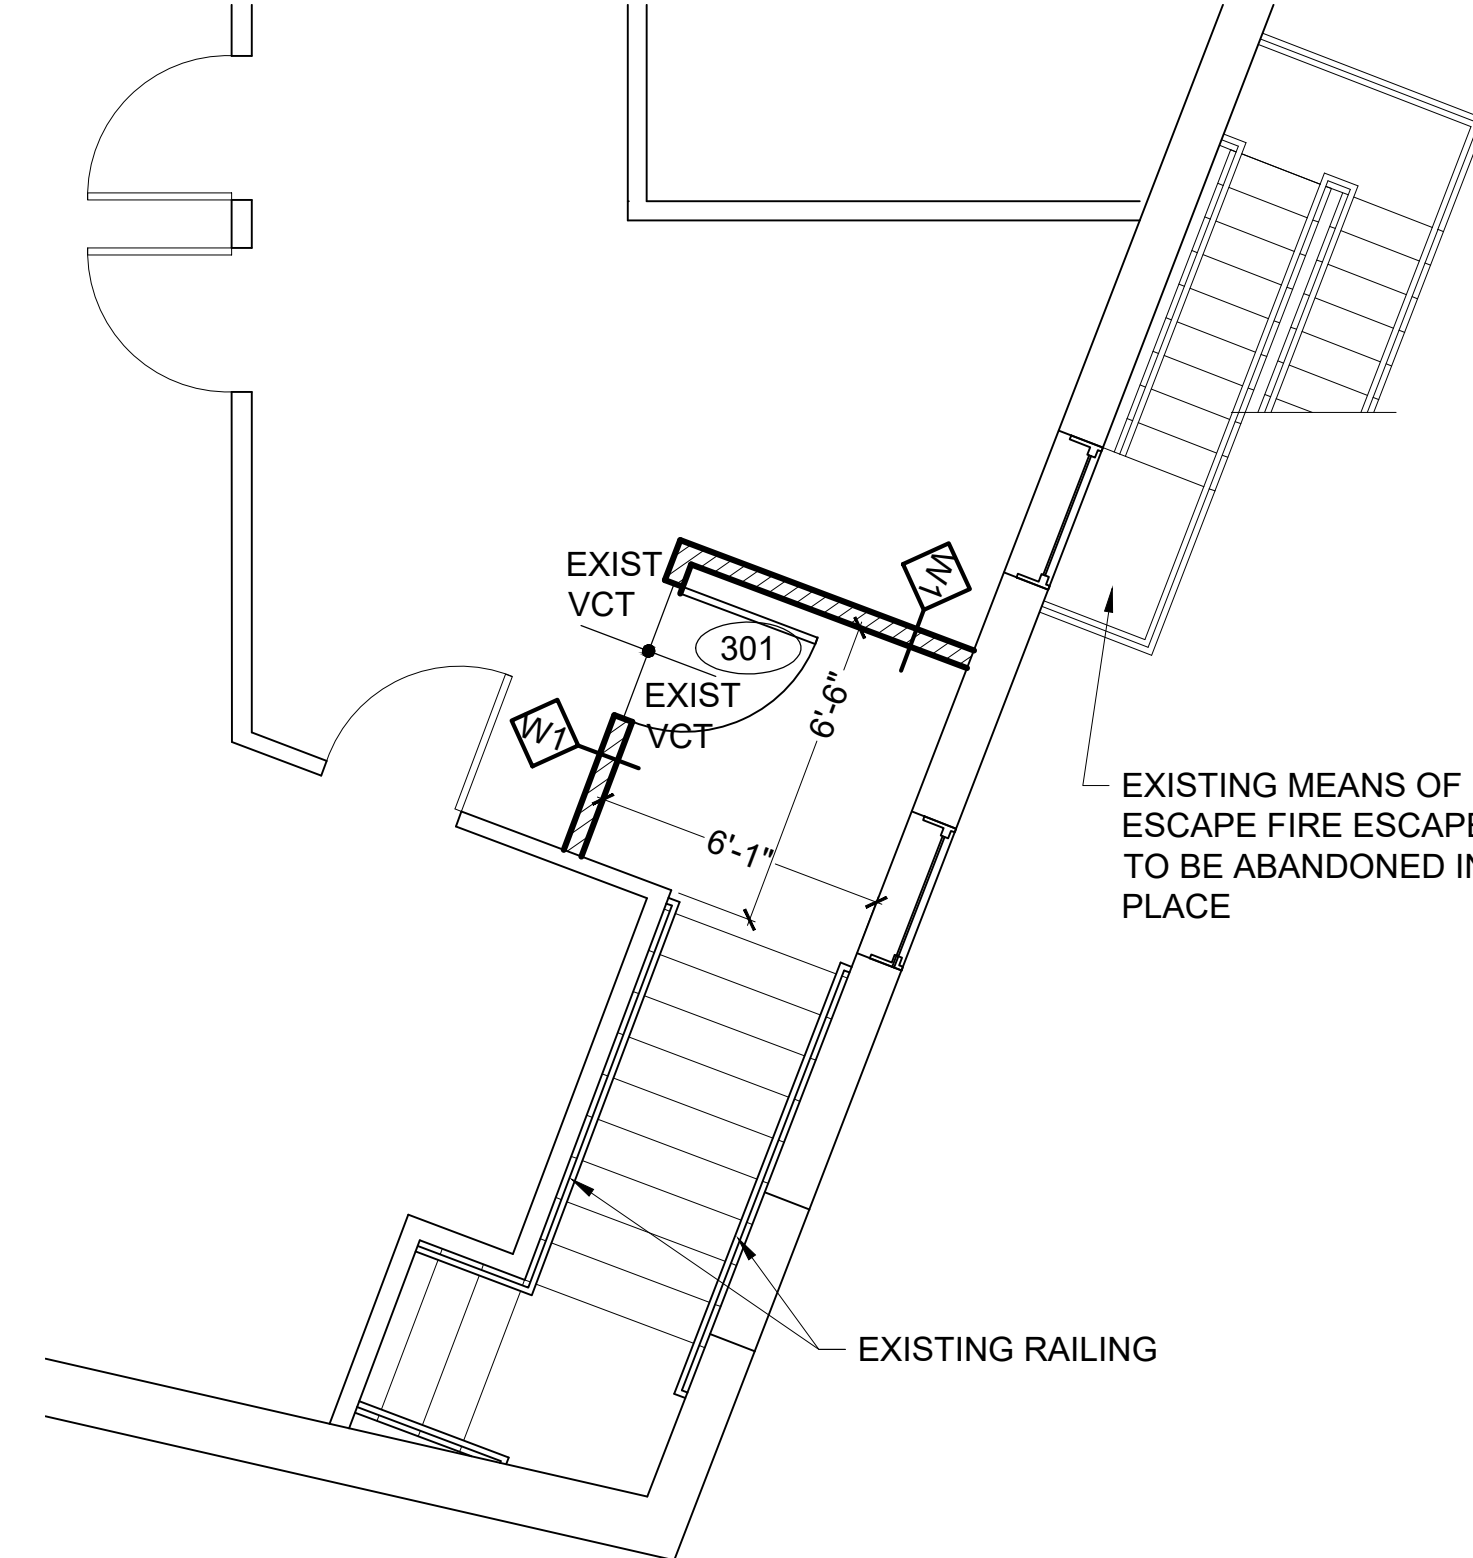 EXIST
VCT
W1
301
EXIST
VCT
W1
6'-6"
6'-1"
EXISTING MEANS OF
ESCAPE FIRE ESCAPE
TO BE ABANDONED IN
PLACE
EXISTING RAILING